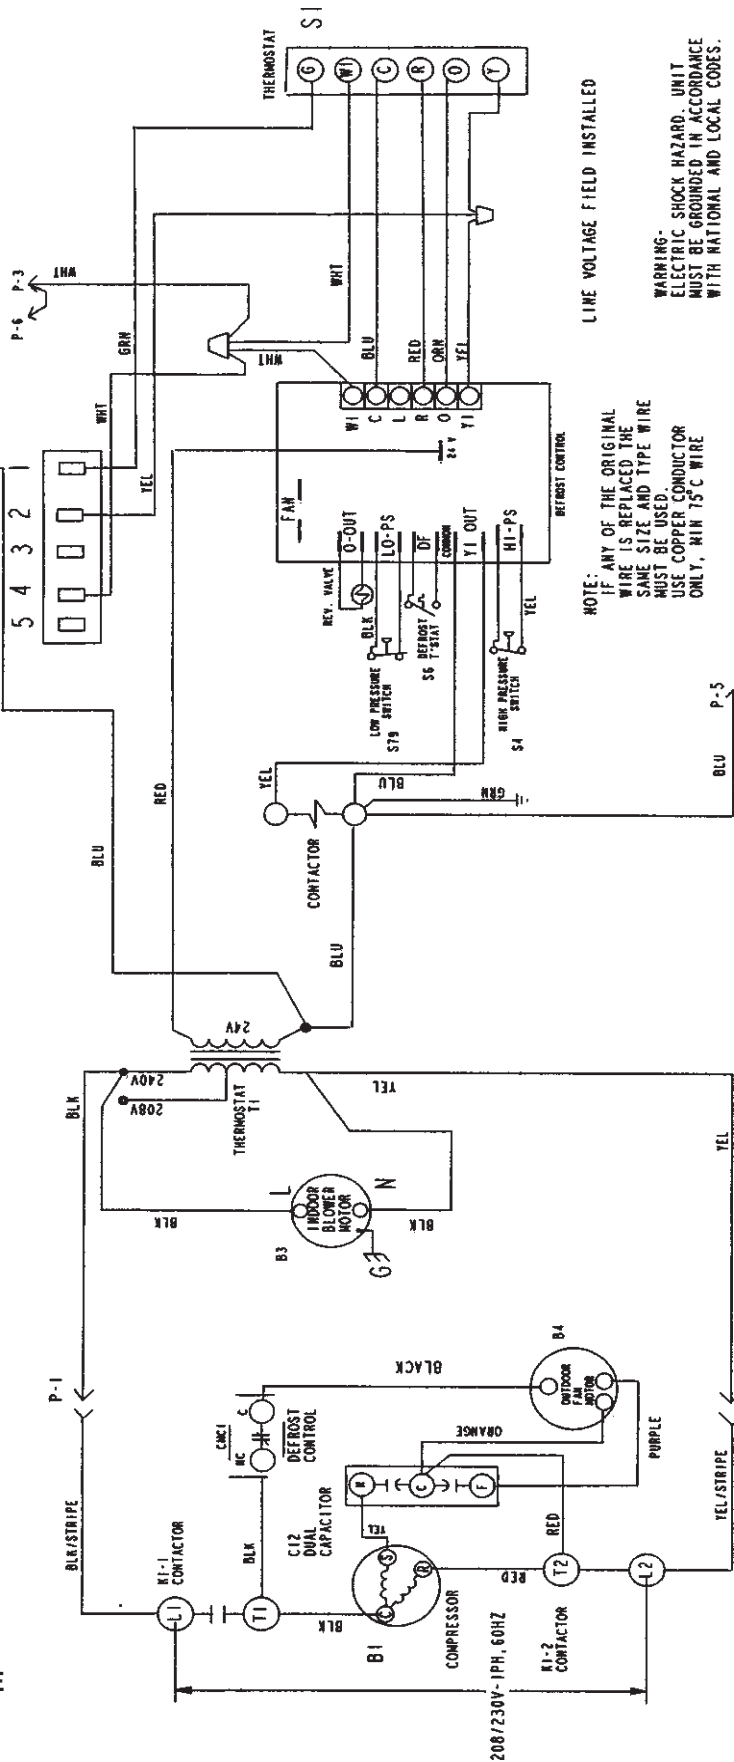 S1
THERMOSTAT
G
W1
C
R
O
Y
P-6
P-3
WHT
GRN
WHT
YEL
WHT
WHT
BLU
RED
ORN
YEL
5 4 3 2 1
W1
C
L
R
O
Y1
24 V
FAN
DEFROST CONTROL
O-OUT
LO-PS
DF
COMMON
Y1 OUT
HI-PS
REV. VALVE
BLK
LOW PRESSURE
SWITCH
S79
DEFROST
T'STAT
S6
HIGH PRESSURE
SWITCH
S4
YEL
YEL
BLU
GRN
CONTACTOR
RED
BLU
BLU
BLU
P-5
24V
240V
208V
THERMOSTAT
T1
BLK
YEL
YEL
BLK
BLK
L
N
G
INDOOR
BLOWER
MOTOR
B3
P-1
BLK/STRIPE
K1-1
CONTACTOR
L1
T1
BLK
BLK
CMC1
NC
C
DEFROST
CONTROL
BLACK
B4
OUTDOOR
FAN
MOTOR
ORANGE
PURPLE
C12
DUAL
CAPACITOR
H
C
F
YEL
S
R
C
B1
COMPRESSOR
RED
RED
T2
L2
K1-2
CONTACTOR
YEL/STRIPE
208/230V-1PH,60HZ
LINE VOLTAGE FIELD INSTALLED
WARNING-
ELECTRIC SHOCK HAZARD. UNIT
MUST BE GROUNDED IN ACCORDANCE
WITH NATIONAL AND LOCAL CODES.
NOTE:
IF ANY OF THE ORIGINAL
WIRE IS REPLACED THE
SAME SIZE AND TYPE WIRE
MUST BE USED.
USE COPPER CONDUCTOR
ONLY, MIN 75°C WIRE